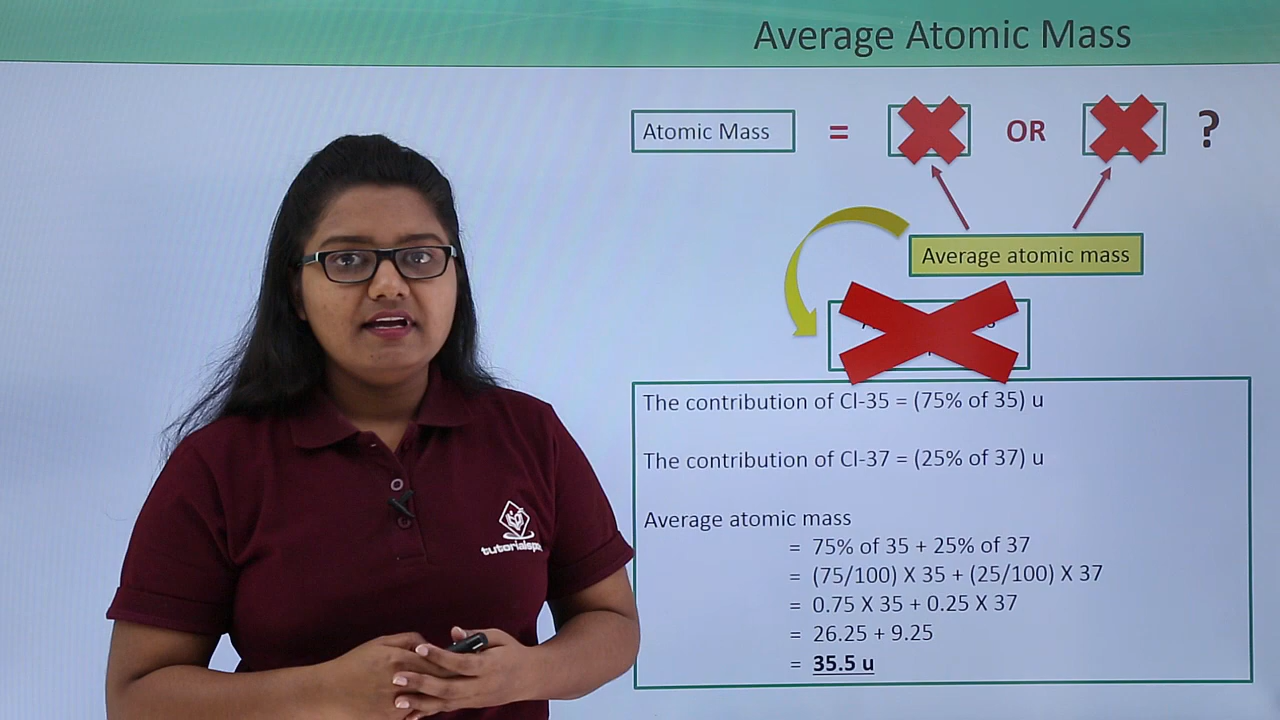 Average Atomic Mass
Atomic Mass = OR ?
Average atomic mass
The contribution of Cl-35 = (75% of 35) u
The contribution of Cl-37 = (25% of 37) u
Average atomic mass
= 75% of 35 + 25% of 37
= (75/100) X 35 + (25/100) X 37
= 0.75 X 35 + 0.25 X 37
= 26.25 + 9.25
= 35.5 u